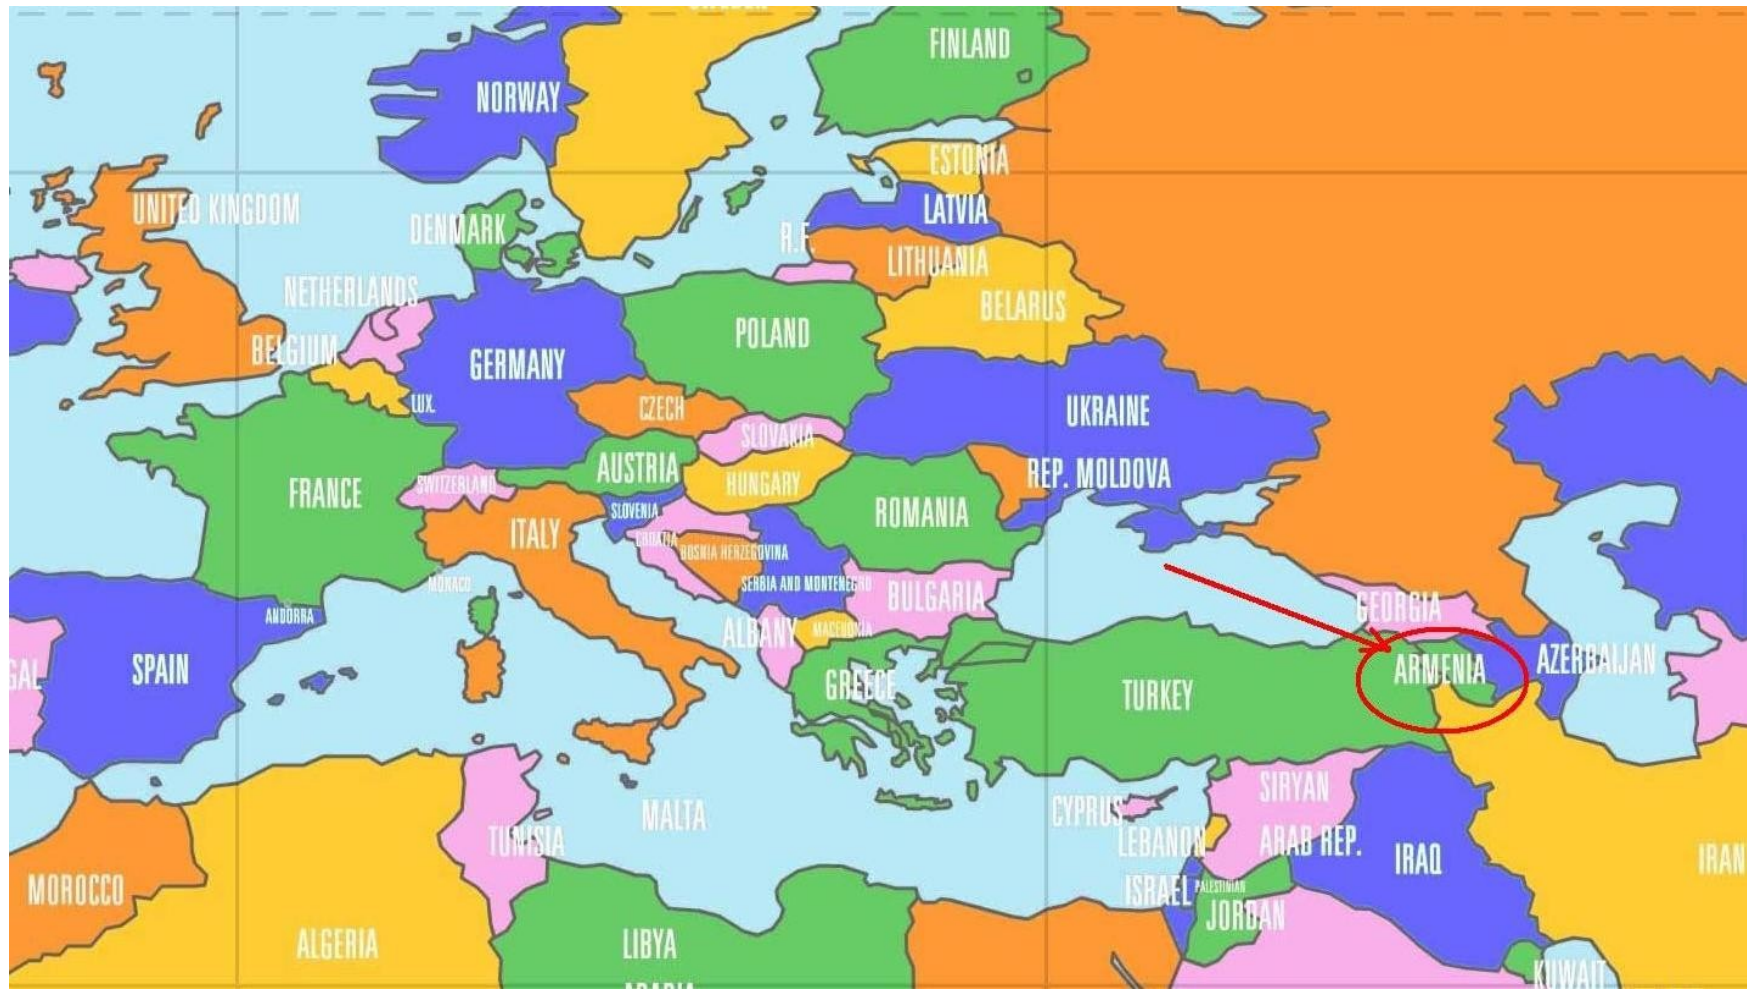 SWEDEN
FINLAND
NORWAY
ESTONIA
UNITED KINGDOM
LATVIA
DENMARK
R.F.
LITHUANIA
NETHERLANDS
BELARUS
POLAND
BELGIUM
GERMANY
LUX.
CZECH
UKRAINE
SLOVAKIA
AUSTRIA
REP. MOLDOVA
SWITZERLAND
HUNGARY
FRANCE
SLOVENIA
ROMANIA
ITALY
CROATIA
BOSNIA HERZEGOVINA
MONACO
SERBIA AND MONTENEGRO
BULGARIA
GEORGIA
ANDORRA
ALBANY
MACEDONIA
AZERBAIJAN
SPAIN
ARMENIA
GAL
GREECE
TURKEY
SIRYAN
ARAB REP.
CYPRUS
MALTA
TUNISIA
LEBANON
IRAQ
IRAN
MOROCCO
ISRAEL
PALESTINIAN
JORDAN
ALGERIA
LIBYA
KUWAIT